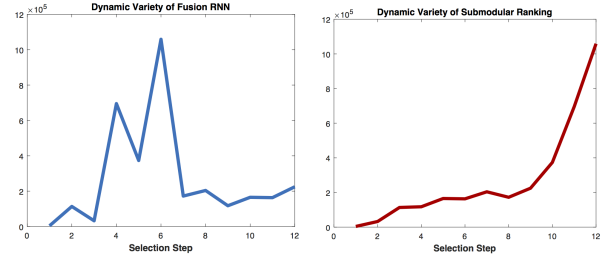 Dynamic Variety of Fusion RNN
×10⁵
12
10
8
6
4
2
0
0 2 4 6 8 10 12
Selection Step
Dynamic Variety of Submodular Ranking
×10⁵
12
10
8
6
4
2
0
0 2 4 6 8 10 12
Selection Step